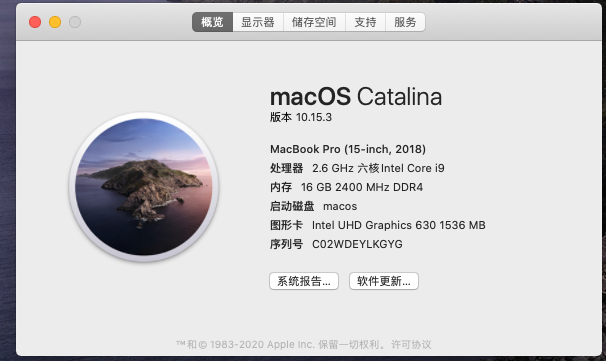 概览 显示器 储存空间 支持 服务
macOS Catalina
版本 10.15.3
MacBook Pro (15-inch, 2018)
处理器 2.6 GHz 六核Intel Core i9
内存 16 GB 2400 MHz DDR4
启动磁盘 macos
图形卡 Intel UHD Graphics 630 1536 MB
序列号 C02WDEYLKGYG
系统报告... 软件更新...
™和© 1983-2020 Apple Inc. 保留一切权利。许可协议